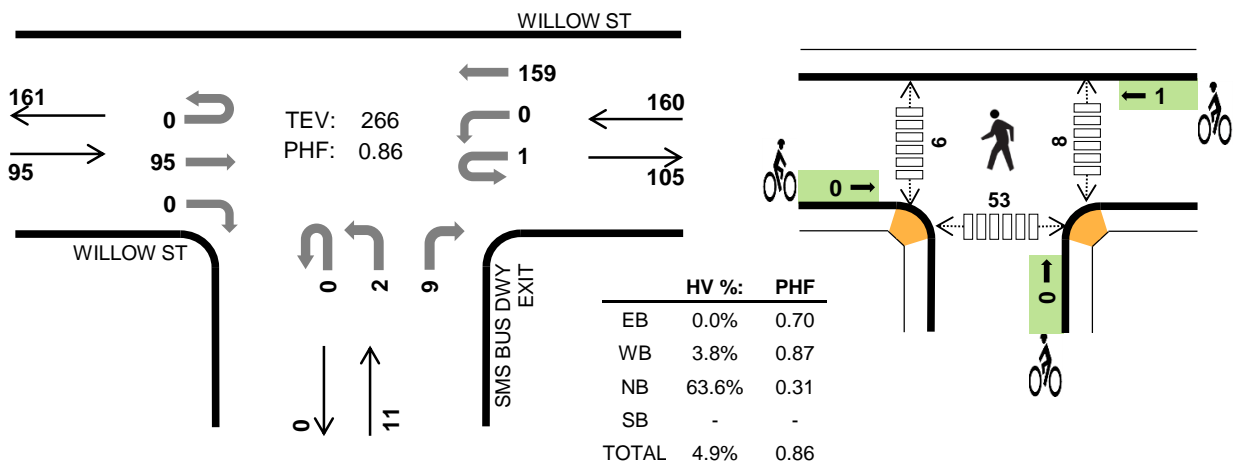 WILLOW ST
161
0
95
95
0
TEV: 266
PHF: 0.86
159
0
1
160
105
WILLOW ST
0
2
9
0
11
SMS BUS DWY
EXIT
HV %: PHF
EB 0.0% 0.70
WB 3.8% 0.87
NB 63.6% 0.31
SB - -
TOTAL 4.9% 0.86
1
6
8
0
53
0